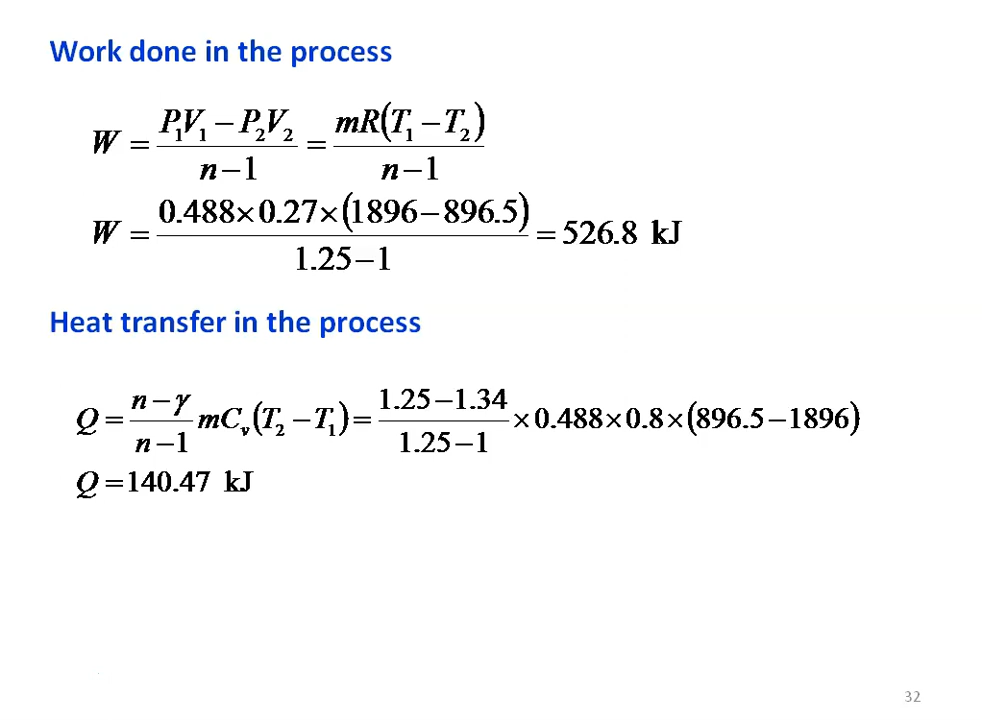 Work done in the process
W = (P₁V₁ − P₂V₂)/(n − 1) = mR(T₁ − T₂)/(n − 1)
W = 0.488×0.27×(1896−896.5)/(1.25−1) = 526.8 kJ
Heat transfer in the process
Q = (n − γ)/(n − 1) mCᵥ(T₂ − T₁) = (1.25−1.34)/(1.25−1) ×0.488×0.8×(896.5−1896)
Q = 140.47 kJ
32